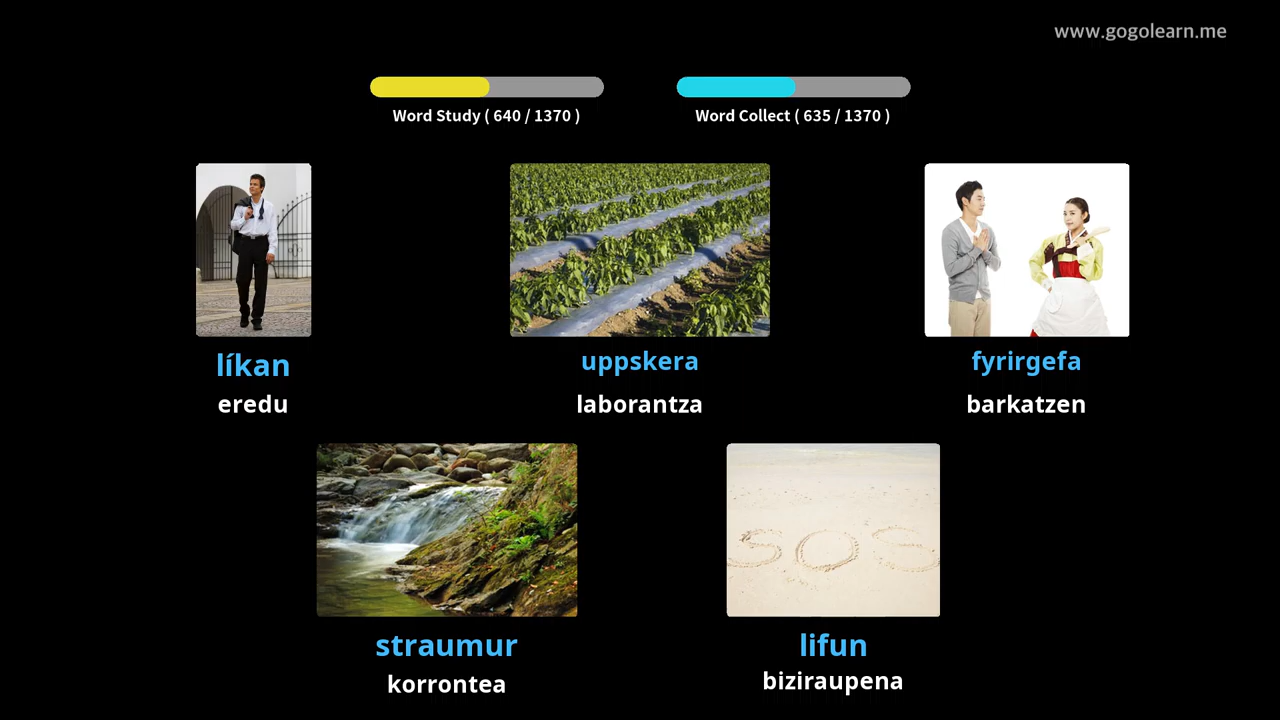 www.gogolearn.me
Word Study ( 640 / 1370 )
Word Collect ( 635 / 1370 )
líkan
eredu
uppskera
laborantza
fyrirgefa
barkatzen
straumur
korrontea
lifun
biziraupena
SOS